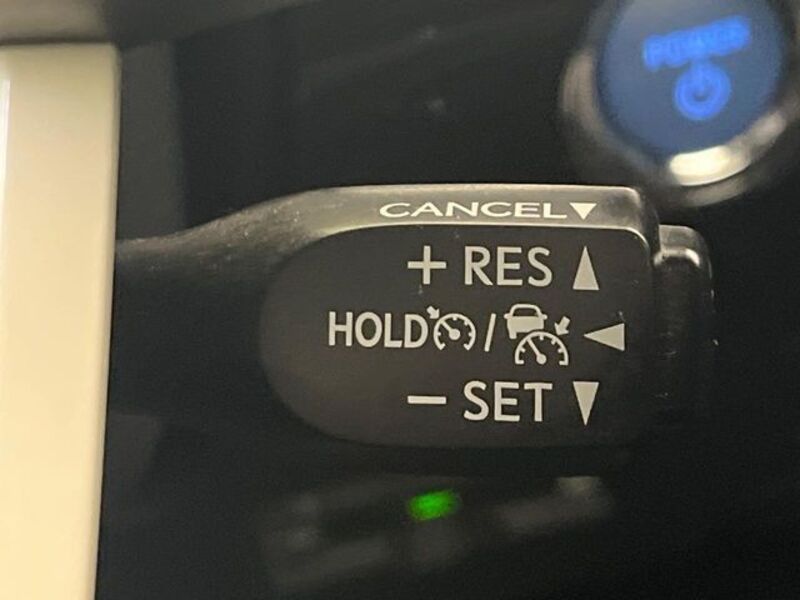 POWER
CANCEL▼
+ RES ▲
HOLD / ◀
− SET ▼